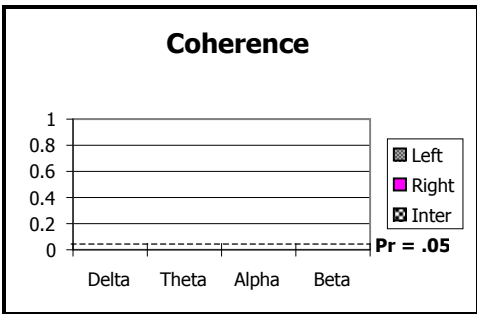 Coherence
1
0.8
0.6
0.4
0.2
0
Delta Theta Alpha Beta
Left
Right
Inter
Pr = .05